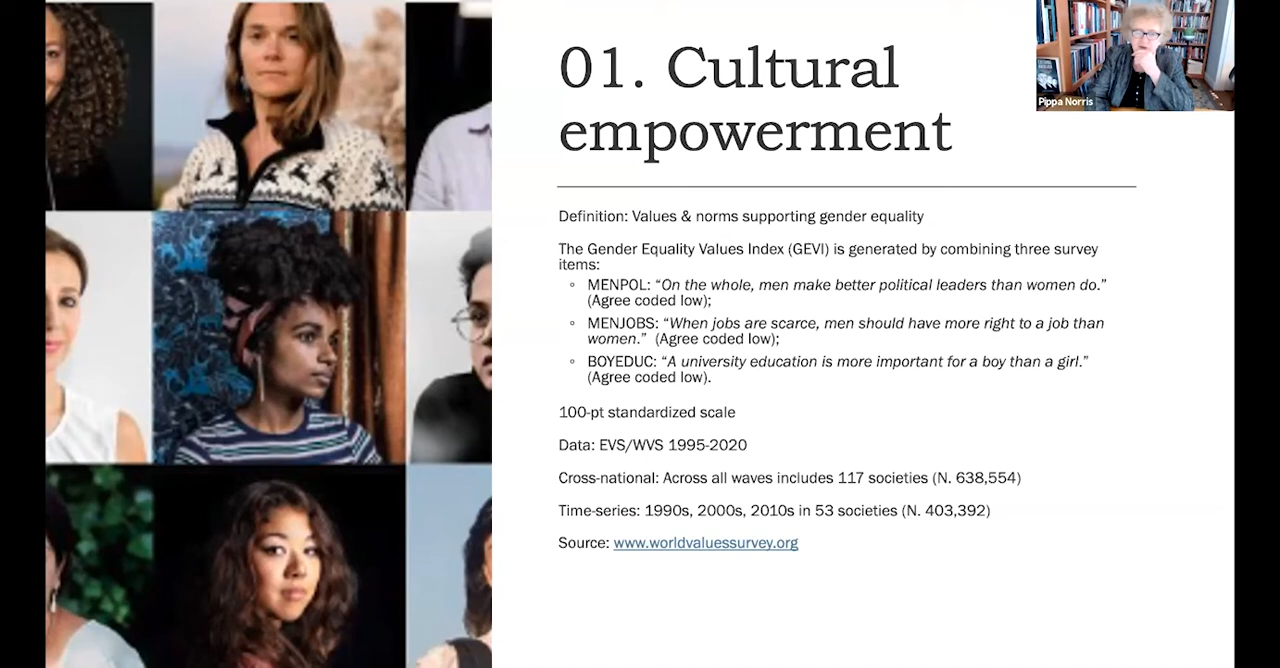 01. Cultural
empowerment
Pippa Norris
Definition: Values & norms supporting gender equality
The Gender Equality Values Index (GEVI) is generated by combining three survey
items:
◦ MENPOL: “On the whole, men make better political leaders than women do.”
(Agree coded low);
◦ MENJOBS: “When jobs are scarce, men should have more right to a job than
women.” (Agree coded low);
◦ BOYEDUC: “A university education is more important for a boy than a girl.”
(Agree coded low).
100-pt standardized scale
Data: EVS/WVS 1995-2020
Cross-national: Across all waves includes 117 societies (N. 638,554)
Time-series: 1990s, 2000s, 2010s in 53 societies (N. 403,392)
Source: www.worldvaluessurvey.org